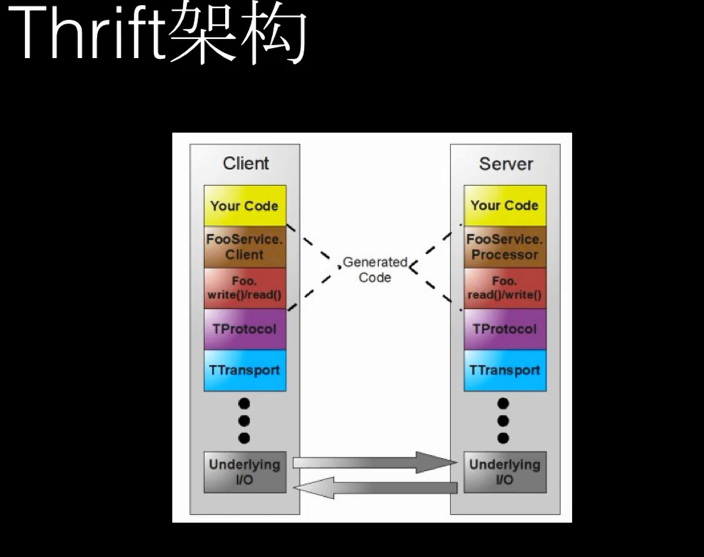 Thrift架构
Client
Your Code
FooService.
Client
Foo.
write()/read()
TProtocol
TTransport
Underlying
I/O
Generated
Code
Server
Your Code
FooService.
Processor
Foo.
read()/write()
TProtocol
TTransport
Underlying
I/O